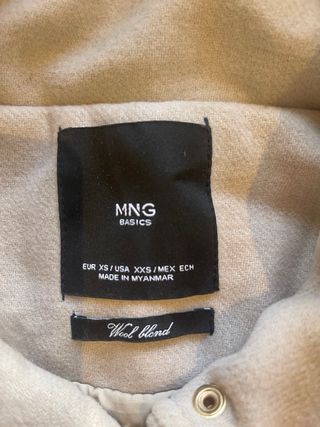 MNG
BASICS
EUR XS / USA XXS / MEX ECH
MADE IN MYANMAR
Wool blend